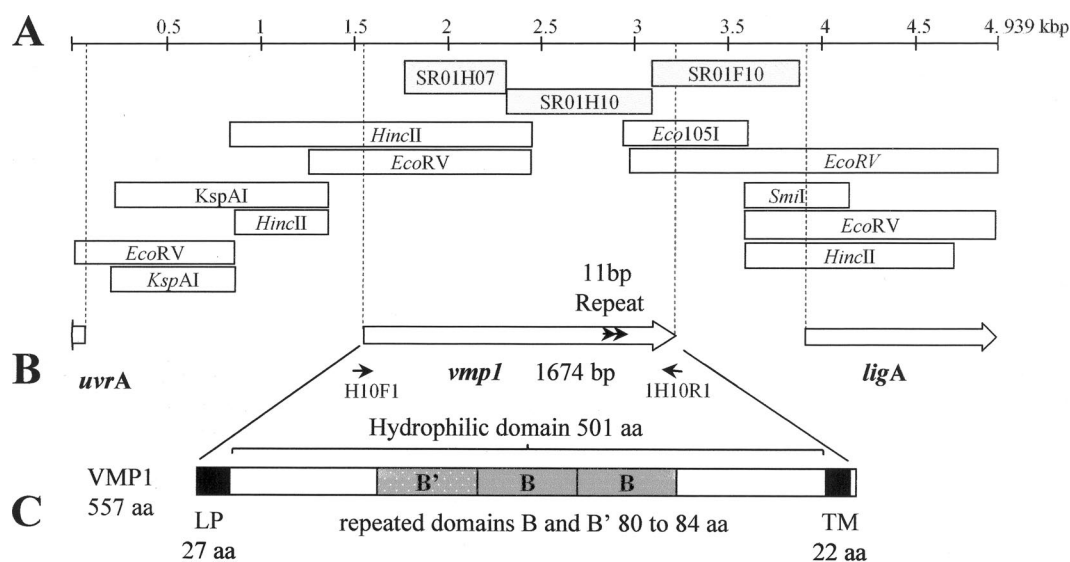 A
0.5 1 1.5 2 2.5 3 3.5 4 4.5 4. 939 kbp
SR01H07
SR01F10
SR01H10
HincII
Eco105I
EcoRV
EcoRV
KspAI
SmiI
HincII
EcoRV
EcoRV
HincII
KspAI
11bp
Repeat
B
uvrA
vmp1 1674 bp
ligA
H10F1
1H10R1
Hydrophilic domain 501 aa
VMP1
557 aa
B’ B B
C
LP
27 aa
repeated domains B and B’ 80 to 84 aa
TM
22 aa